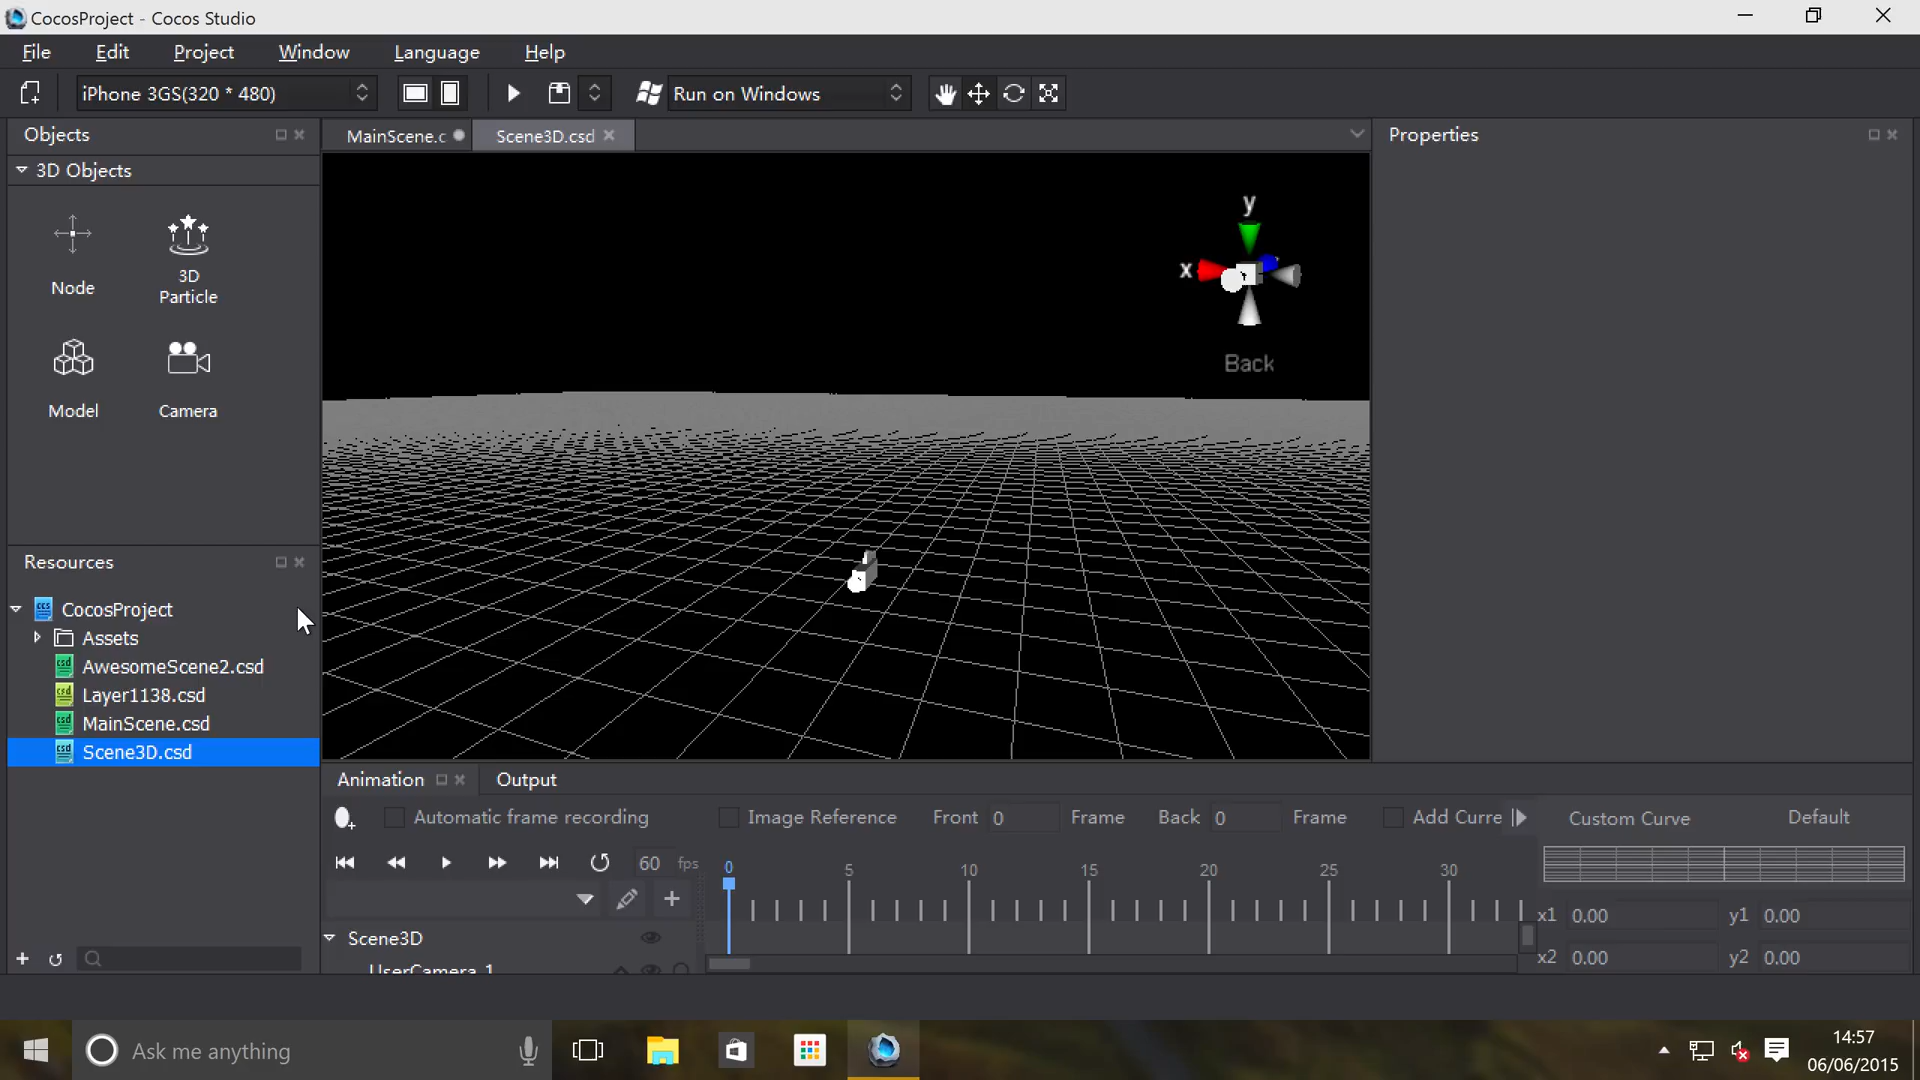 CocosProject - Cocos Studio
File Edit Project Window Language Help
iPhone 3GS(320 * 480)
Run on Windows
Objects
MainScene.c
Scene3D.csd
Properties
3D Objects
Node
3D
Particle
Model
Camera
y
x
Back
Resources
CocosProject
Assets
AwesomeScene2.csd
Layer1138.csd
MainScene.csd
Scene3D.csd
Animation
Output
Automatic frame recording
Image Reference
Front 0 Frame
Back 0 Frame
Add Curre
Custom Curve
Default
60 fps
0 5 10 15 20 25 30
x1 0.00 y1 0.00
Scene3D
x2 0.00 y2 0.00
UserCamera_1
Ask me anything
14:57
06/06/2015